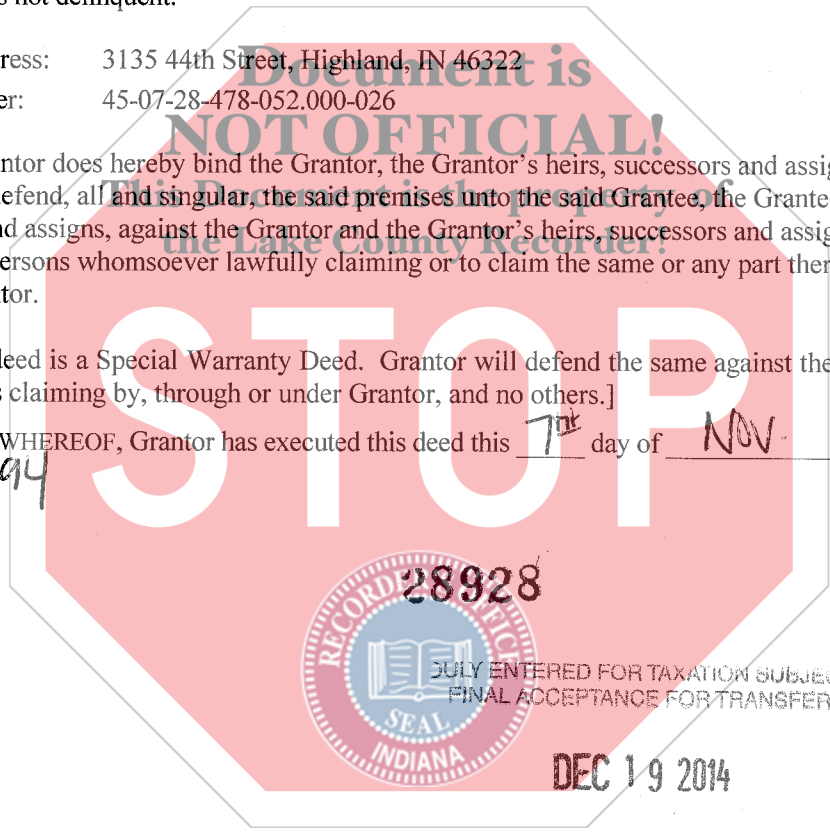 s not delinquent.
ress: 3135 44th Street, Highland, IN 46322
er: 45-07-28-478-052.000-026
Document is
NOT OFFICIAL!
This Document is the property of
the Lake County Recorder!
ntor does hereby bind the Grantor, the Grantor's heirs, successors and assig
efend, all and singular, the said premises unto the said Grantee, the Grante
d assigns, against the Grantor and the Grantor's heirs, successors and assig
ersons whomsoever lawfully claiming or to claim the same or any part ther
tor.
STOP
deed is a Special Warranty Deed. Grantor will defend the same against the
s claiming by, through or under Grantor, and no others.]
WHEREOF, Grantor has executed this deed this 7th day of NOV.
28928
RECORDER'S OFFICE
SEAL
INDIANA
DULY ENTERED FOR TAXATION SUBJEC
FINAL ACCEPTANCE FOR TRANSFER
DEC 19 2014